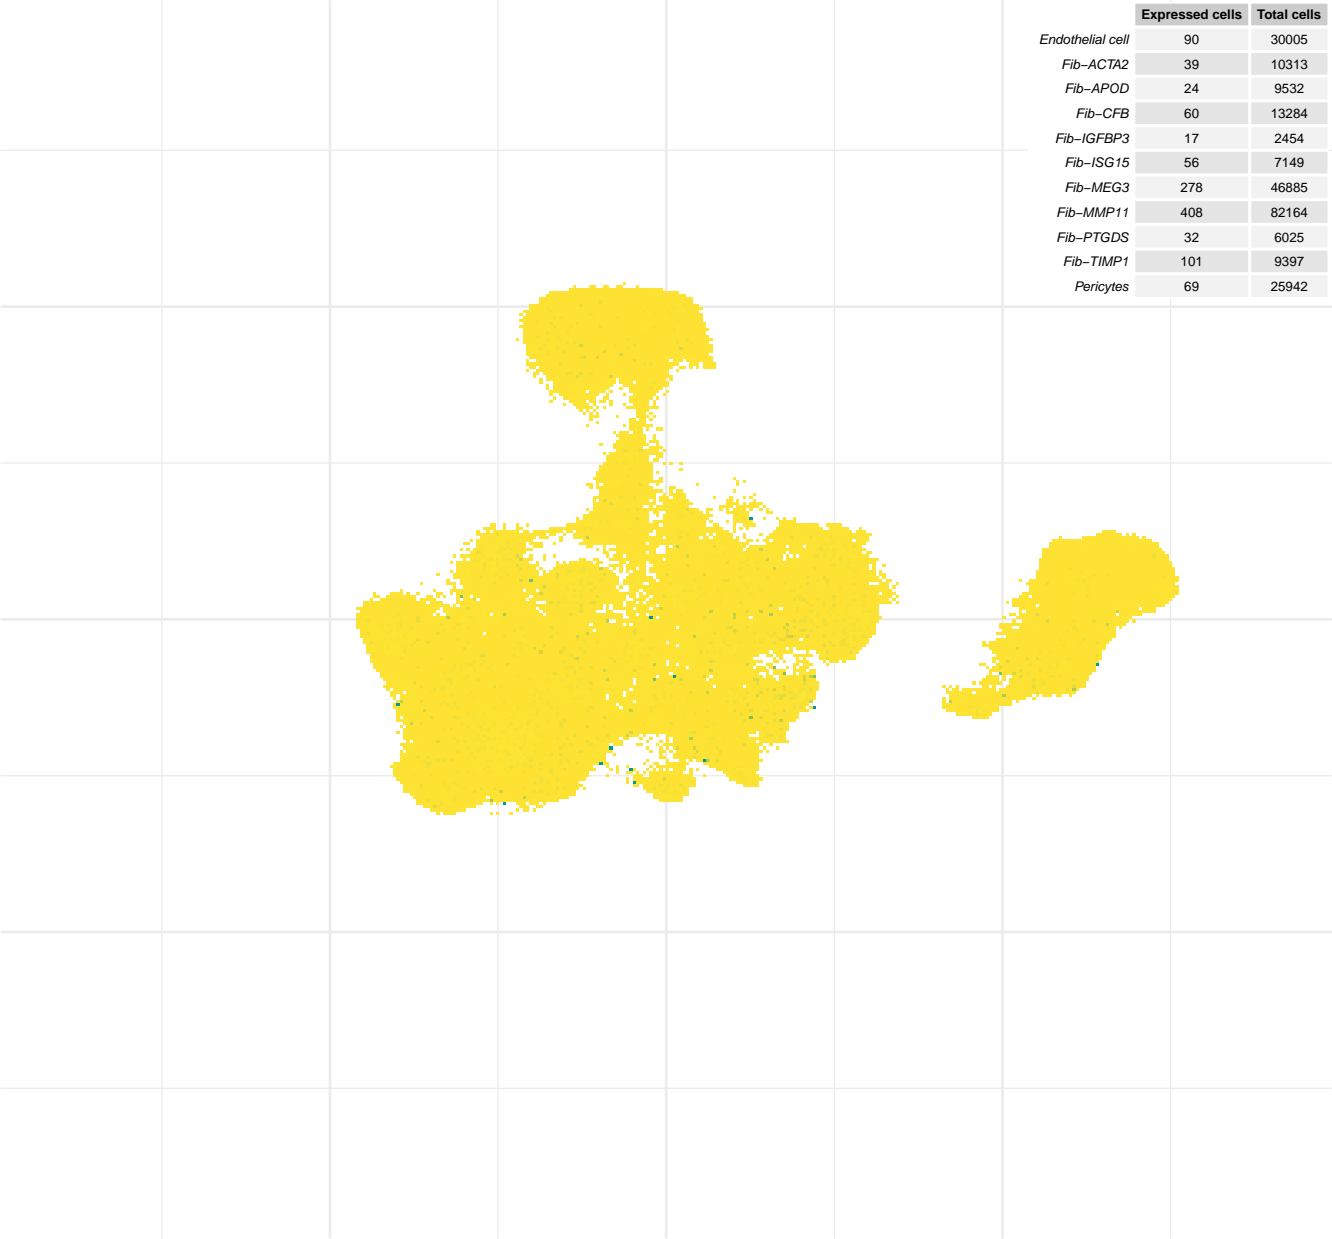 Expressed cells Total cells
Endothelial cell 90 30005
Fib−ACTA2 39 10313
Fib−APOD 24 9532
Fib−CFB 60 13284
Fib−IGFBP3 17 2454
Fib−ISG15 56 7149
Fib−MEG3 278 46885
Fib−MMP11 408 82164
Fib−PTGDS 32 6025
Fib−TIMP1 101 9397
Pericytes 69 25942